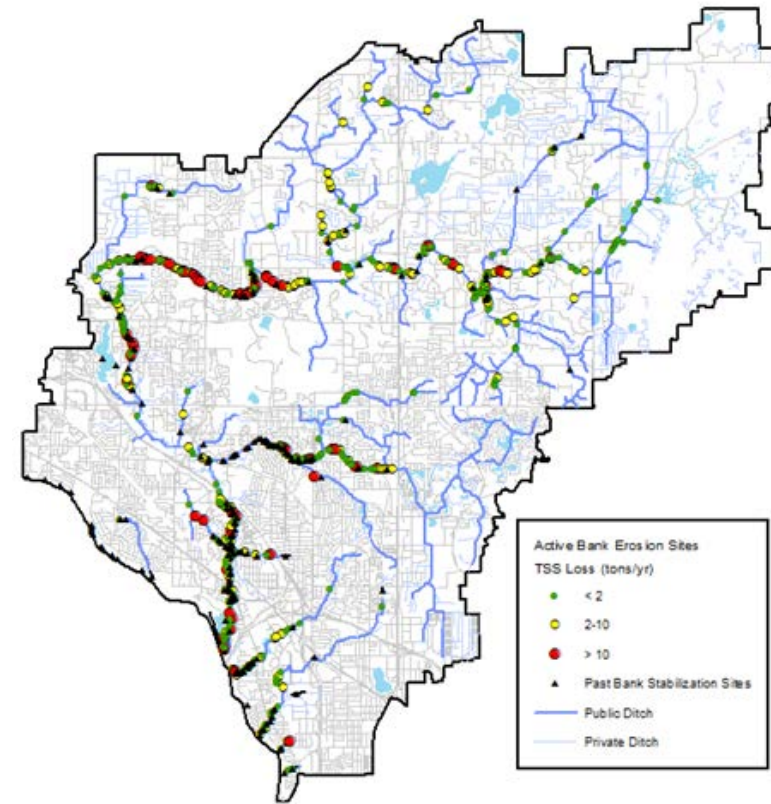 Active Bank Erosion Sites
TSS Loss (tons/yr)
< 2
2-10
> 10
Past Bank Stabilization Sites
Public Ditch
Private Ditch